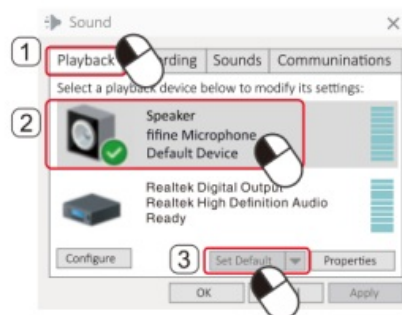 Sound
1
Playback Sounds Communinations
Select a playback device below to modify its settings:
2
Speaker
fifine Microphone
Default Device
Realtek Digital Output
Realtek High Definition Audio
Ready
Configure
3
Set Default
Properties
OK
Apply